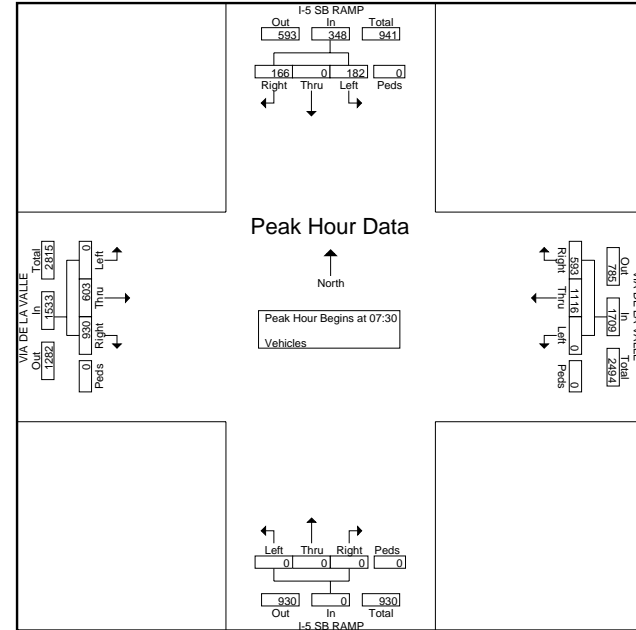 I-5 SB RAMP
Out In Total
593 348 941
166 0 182 0
Right Thru Left Peds
Peak Hour Data
North
Peak Hour Begins at 07:30
Vehicles
VIA DE LA VALLE
Total In Out
2815 1533 1282
0 603 930 0
Left Thru Right Peds
VIA DE LA VALLE
Out In Total
785 1709 2494
593 1116 0 0
Right Thru Left Peds
Left Thru Right Peds
0 0 0 0
930 0 930
Out In Total
I-5 SB RAMP